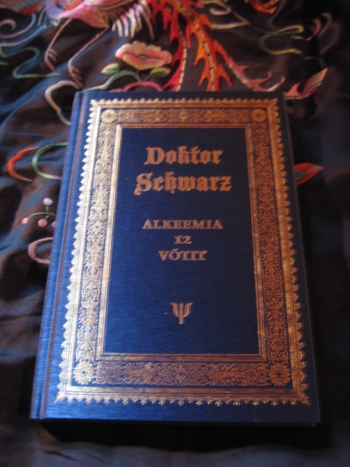 Doktor
Schwarz
ALKEEMIA
12
VÕTIT
Ψ